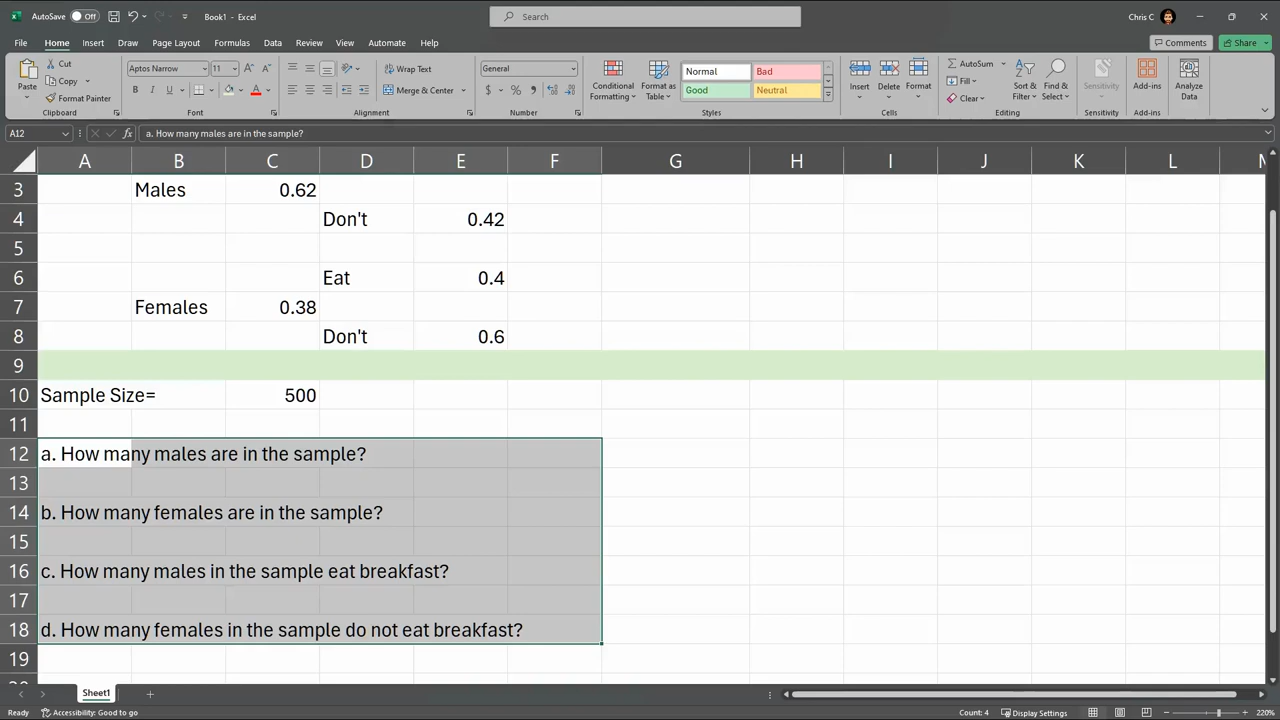 AutoSave Off Book1 - Excel Search Chris C
File Home Insert Draw Page Layout Formulas Data Review View Automate Help Comments Share
Paste Cut Copy Format Painter Clipboard
Aptos Narrow 11 B I U A Font
Wrap Text Merge & Center Alignment
General $ % Number
Conditional Formatting Format as Table Normal Bad Good Neutral Styles
Insert Delete Format Cells
AutoSum Fill Clear Sort & Filter Find & Select Editing
Sensitivity Sensitivity
Add-ins Add-ins
Analyze Data
A12 fx a. How many males are in the sample?
A B C D E F G H I J K L M
3 Males 0.62
4 Don't 0.42
5
6 Eat 0.4
7 Females 0.38
8 Don't 0.6
9
10 Sample Size= 500
11
12 a. How many males are in the sample?
13
14 b. How many females are in the sample?
15
16 c. How many males in the sample eat breakfast?
17
18 d. How many females in the sample do not eat breakfast?
19
Sheet1
Ready Accessibility: Good to go Count: 4 Display Settings 220%